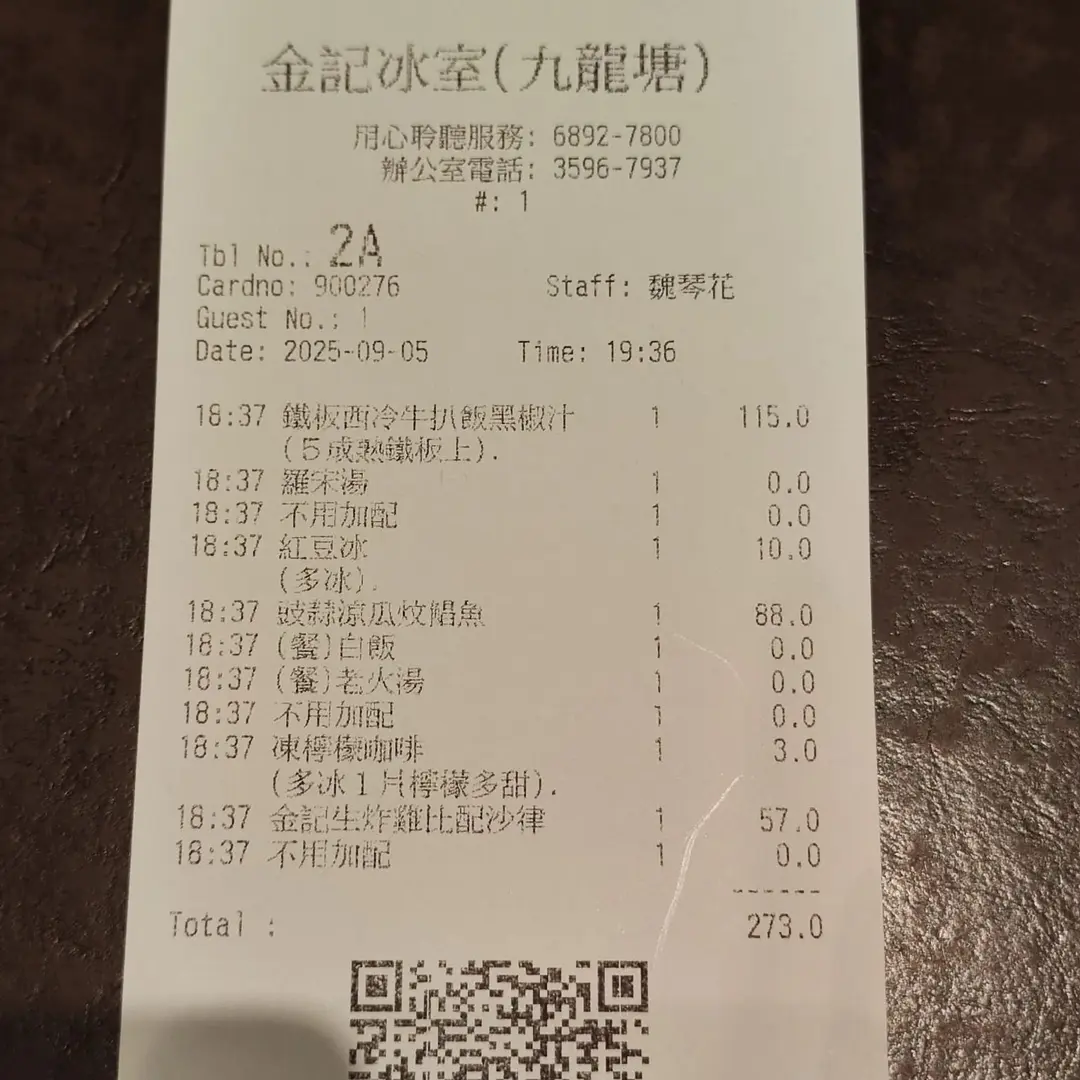 金記冰室(九龍塘)
用心聆聽服務: 6892-7800
辦公室電話: 3596-7937
#: 1
Tbl No.: 2A
Cardno: 900276 Staff: 魏琴花
Guest No.: 1
Date: 2025-09-05 Time: 19:36
18:37 鐵板西冷牛扒飯黑椒汁 1 115.0
(5成熟鐵板上).
18:37 羅宋湯 1 0.0
18:37 不用加配 1 0.0
18:37 紅豆冰 1 10.0
(多冰).
18:37 豉蒜涼瓜炆鯧魚 1 88.0
18:37 (餐)白飯 1 0.0
18:37 (餐)老火湯 1 0.0
18:37 不用加配 1 0.0
18:37 凍檸檬咖啡 1 3.0
(多冰1片檸檬多甜).
18:37 金記生炸雞比配沙律 1 57.0
18:37 不用加配 1 0.0
------
Total : 273.0